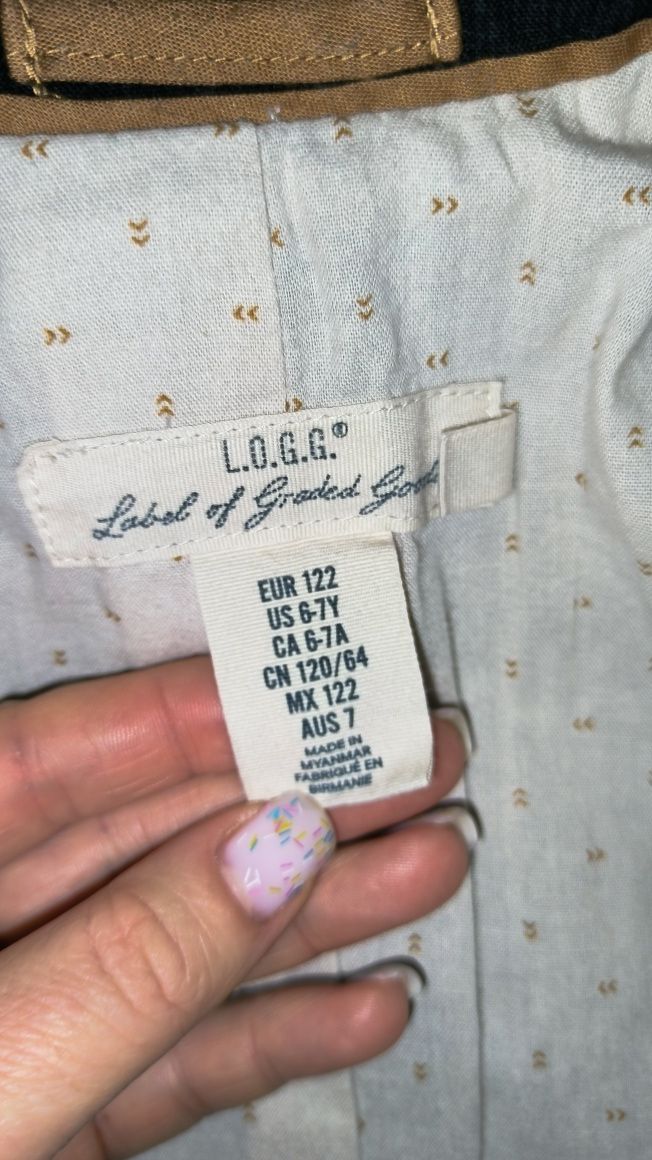 L.O.G.G.®
Label of Graded Goods
EUR 122
US 6-7Y
CA 6-7A
CN 120/64
MX 122
AUS 7
MADE IN
MYANMAR
FABRIQUÉ EN
BIRMANIE